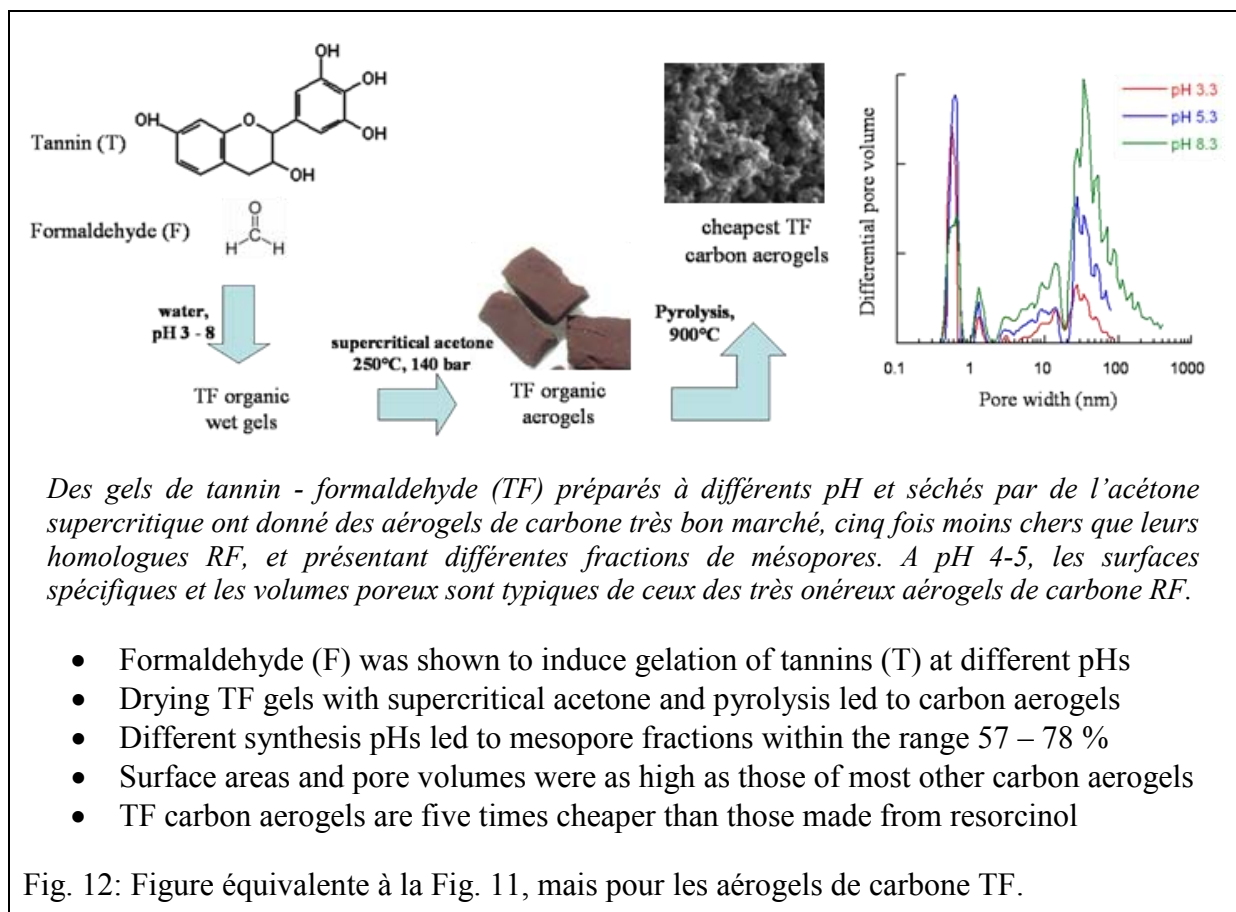 OH
OH
OH
HO
O
OH
Tannin (T)
Formaldehyde (F)
O
H C H
water,
pH 3 - 8
TF organic
wet gels
supercritical acetone
250°C, 140 bar
TF organic
aerogels
Pyrolysis,
900°C
cheapest TF
carbon aerogels
Differential pore volume
pH 3.3
pH 5.3
pH 8.3
0.1 1 10 100 1000
Pore width (nm)
Des gels de tannin - formaldehyde (TF) préparés à différents pH et séchés par de l’acétone
supercritique ont donné des aérogels de carbone très bon marché, cinq fois moins chers que leurs
homologues RF, et présentant différentes fractions de mésopores. A pH 4-5, les surfaces
spécifiques et les volumes poreux sont typiques de ceux des très onéreux aérogels de carbone RF.
• Formaldehyde (F) was shown to induce gelation of tannins (T) at different pHs
• Drying TF gels with supercritical acetone and pyrolysis led to carbon aerogels
• Different synthesis pHs led to mesopore fractions within the range 57 – 78 %
• Surface areas and pore volumes were as high as those of most other carbon aerogels
• TF carbon aerogels are five times cheaper than those made from resorcinol
Fig. 12: Figure équivalente à la Fig. 11, mais pour les aérogels de carbone TF.